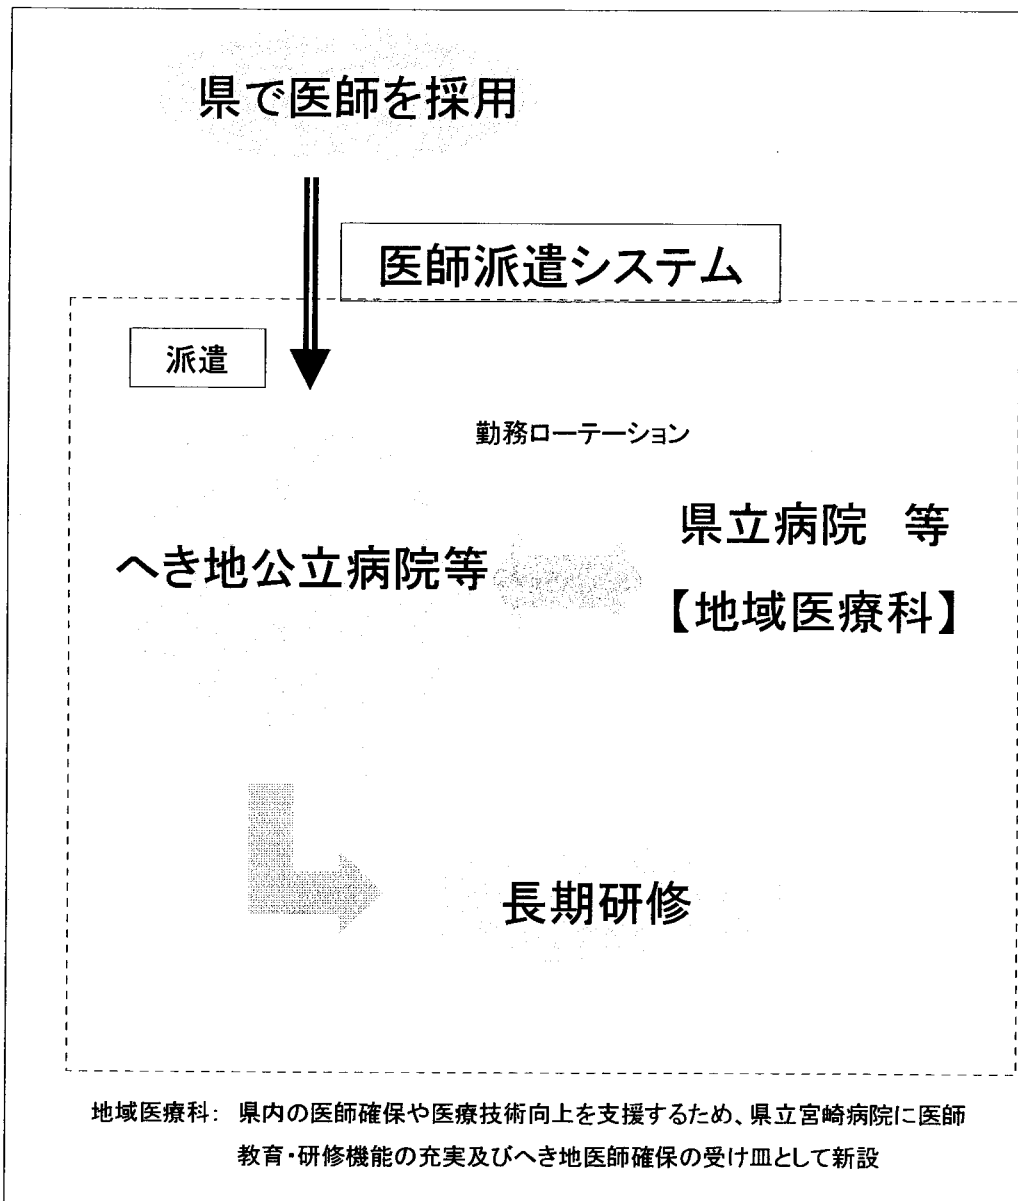 県で医師を採用
医師派遣システム
派遣
勤務ローテーション
へき地公立病院等
県立病院　等
【地域医療科】
長期研修
地域医療科:　県内の医師確保や医療技術向上を支援するため、県立宮崎病院に医師
教育・研修機能の充実及びへき地医師確保の受け皿として新設